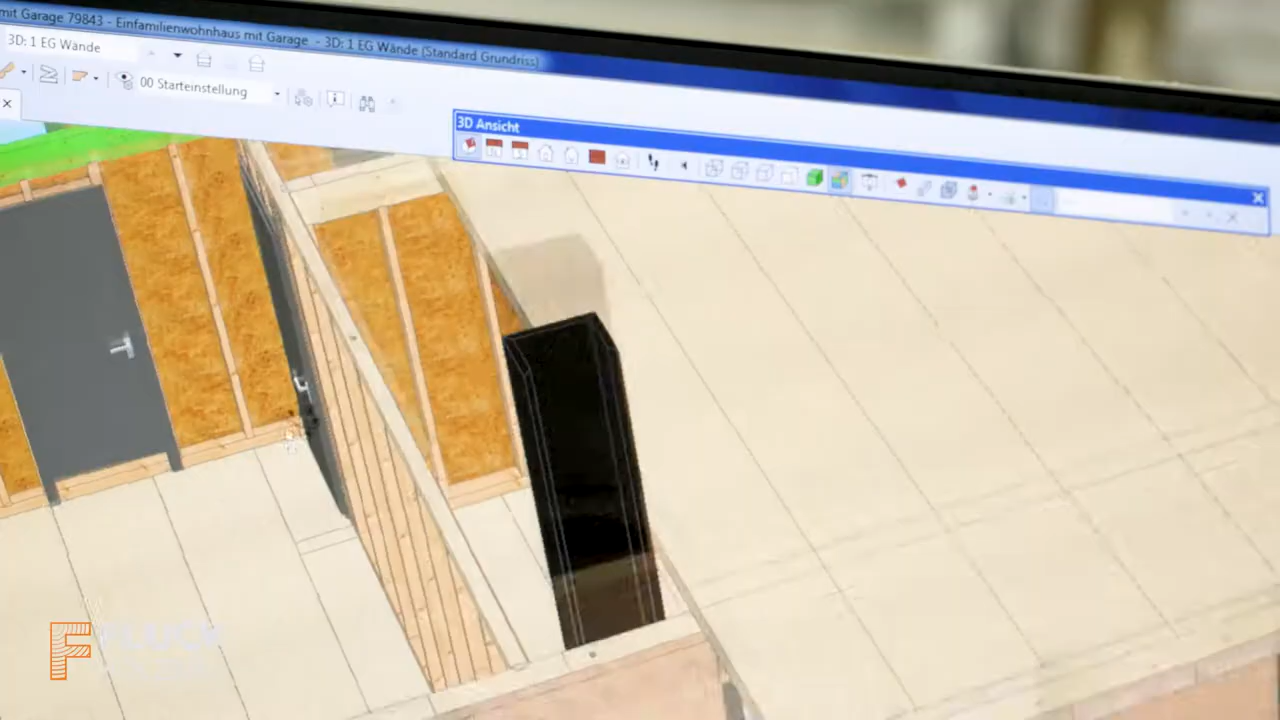 mit Garage 79843 - Einfamilienwohnhaus mit Garage - 3D: 1 EG Wände (Standard Grundriss)
3D: 1 EG Wände
00 Starteinstellung
3D Ansicht
F